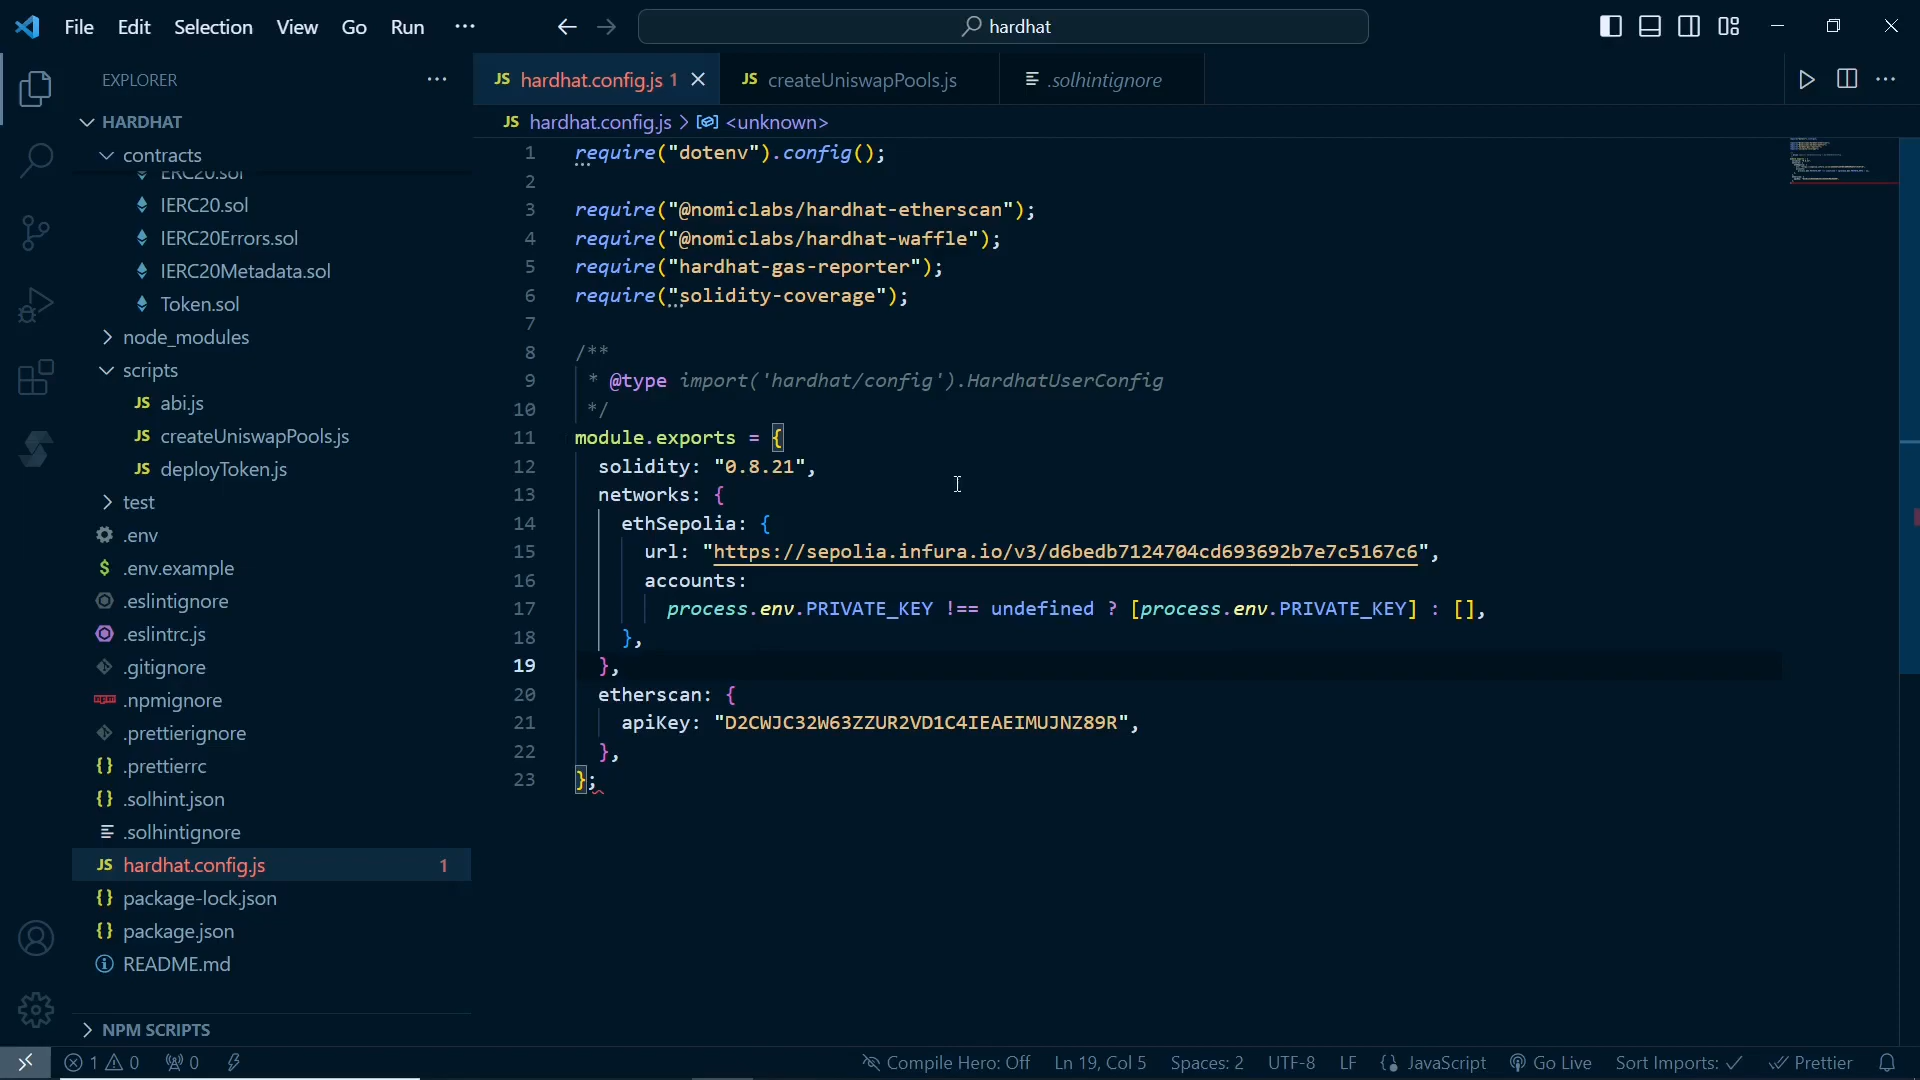 File Edit Selection View Go Run ··· hardhat
EXPLORER ···
HARDHAT
contracts
ERC20.sol
IERC20.sol
IERC20Errors.sol
IERC20Metadata.sol
Token.sol
node_modules
scripts
JS abi.js
JS createUniswapPools.js
JS deployToken.js
test
.env
$ .env.example
.eslintignore
.eslintrc.js
.gitignore
npm .npmignore
.prettierignore
{} .prettierrc
{} .solhint.json
.solhintignore
JS hardhat.config.js 1
{} package-lock.json
{} package.json
README.md
NPM SCRIPTS
JS hardhat.config.js 1 JS createUniswapPools.js .solhintignore ···
JS hardhat.config.js > <unknown>
1 require("dotenv").config();
2
3 require("@nomiclabs/hardhat-etherscan");
4 require("@nomiclabs/hardhat-waffle");
5 require("hardhat-gas-reporter");
6 require("solidity-coverage");
7
8 /**
9 * @type import('hardhat/config').HardhatUserConfig
10 */
11 module.exports = {
12 solidity: "0.8.21",
13 networks: {
14 ethSepolia: {
15 url: "https://sepolia.infura.io/v3/d6bedb7124704cd693692b7e7c5167c6",
16 accounts:
17 process.env.PRIVATE_KEY !== undefined ? [process.env.PRIVATE_KEY] : [],
18 },
19 },
20 etherscan: {
21 apiKey: "D2CWJC32W63ZZUR2VD1C4IEAEIMUJNZ89R",
22 },
23 };
1 0 0 Compile Hero: Off Ln 19, Col 5 Spaces: 2 UTF-8 LF {} JavaScript Go Live Sort Imports: ✓ Prettier